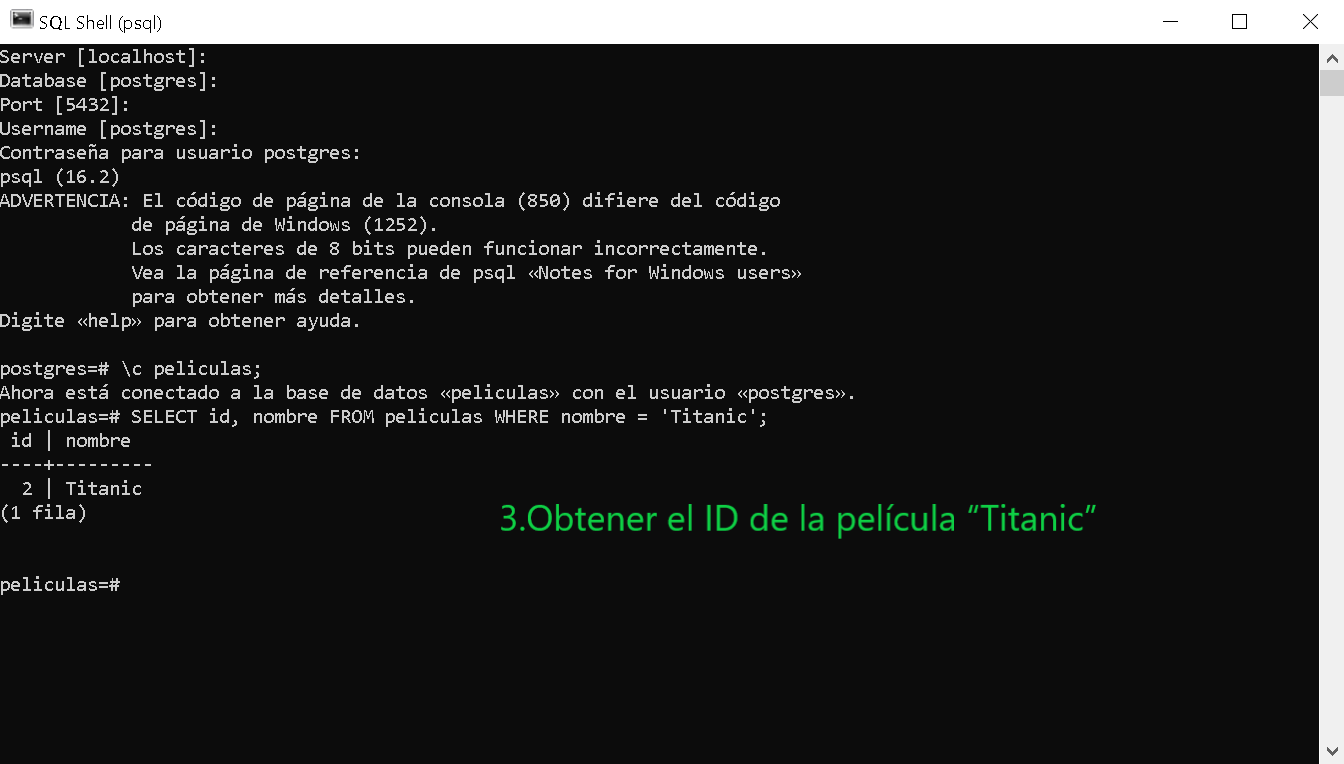 SQL Shell (psql)
Server [localhost]:
Database [postgres]:
Port [5432]:
Username [postgres]:
Contraseña para usuario postgres:
psql (16.2)
ADVERTENCIA: El código de página de la consola (850) difiere del código
            de página de Windows (1252).
            Los caracteres de 8 bits pueden funcionar incorrectamente.
            Vea la página de referencia de psql «Notes for Windows users»
            para obtener más detalles.
Digite «help» para obtener ayuda.

postgres=# \c peliculas;
Ahora está conectado a la base de datos «peliculas» con el usuario «postgres».
peliculas=# SELECT id, nombre FROM peliculas WHERE nombre = 'Titanic';
 id | nombre
----+---------
  2 | Titanic
(1 fila)
3.Obtener el ID de la película “Titanic”

peliculas=#